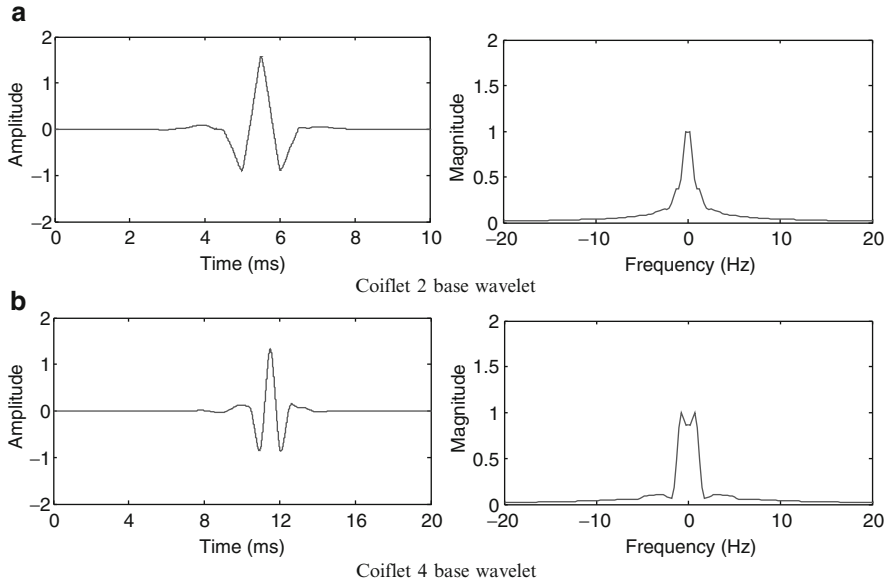 a
2
1
0
−1
−2
Amplitude
0 2 4 6 8 10
Time (ms)
2
1.5
1
0.5
0
Magnitude
−20 −10 0 10 20
Frequency (Hz)
Coiflet 2 base wavelet
b
2
1
0
−1
−2
Amplitude
0 4 8 12 16 20
Time (ms)
2
1.5
1
0.5
0
Magnitude
−20 −10 0 10 20
Frequency (Hz)
Coiflet 4 base wavelet